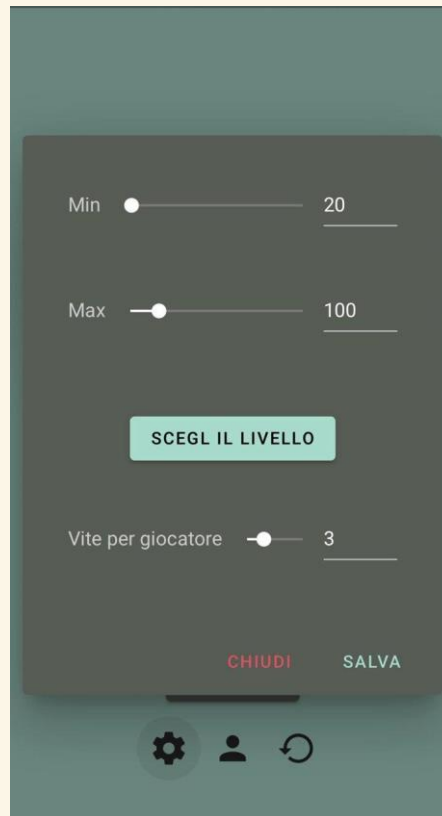 Min 20
Max 100
SCEGL IL LIVELLO
Vite per giocatore 3
CHIUDI SALVA